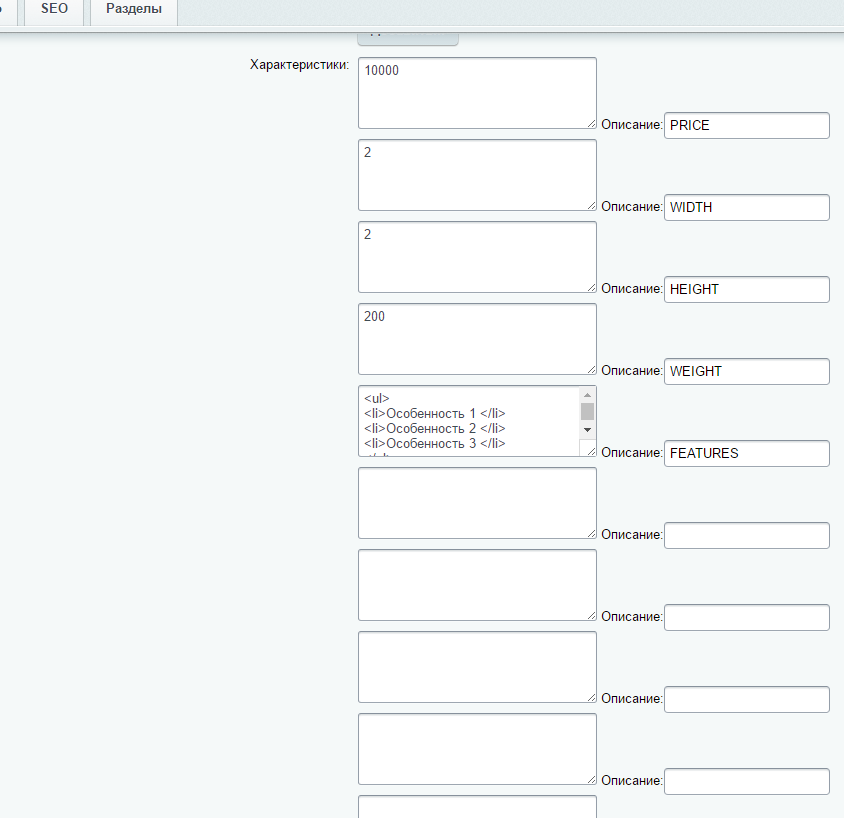 SEO Разделы
Характеристики: 10000
Описание: PRICE
2
Описание: WIDTH
2
Описание: HEIGHT
200
Описание: WEIGHT
<ul>
<li>Особенность 1 </li>
<li>Особенность 2 </li>
<li>Особенность 3 </li>
Описание: FEATURES
Описание:
Описание:
Описание:
Описание: